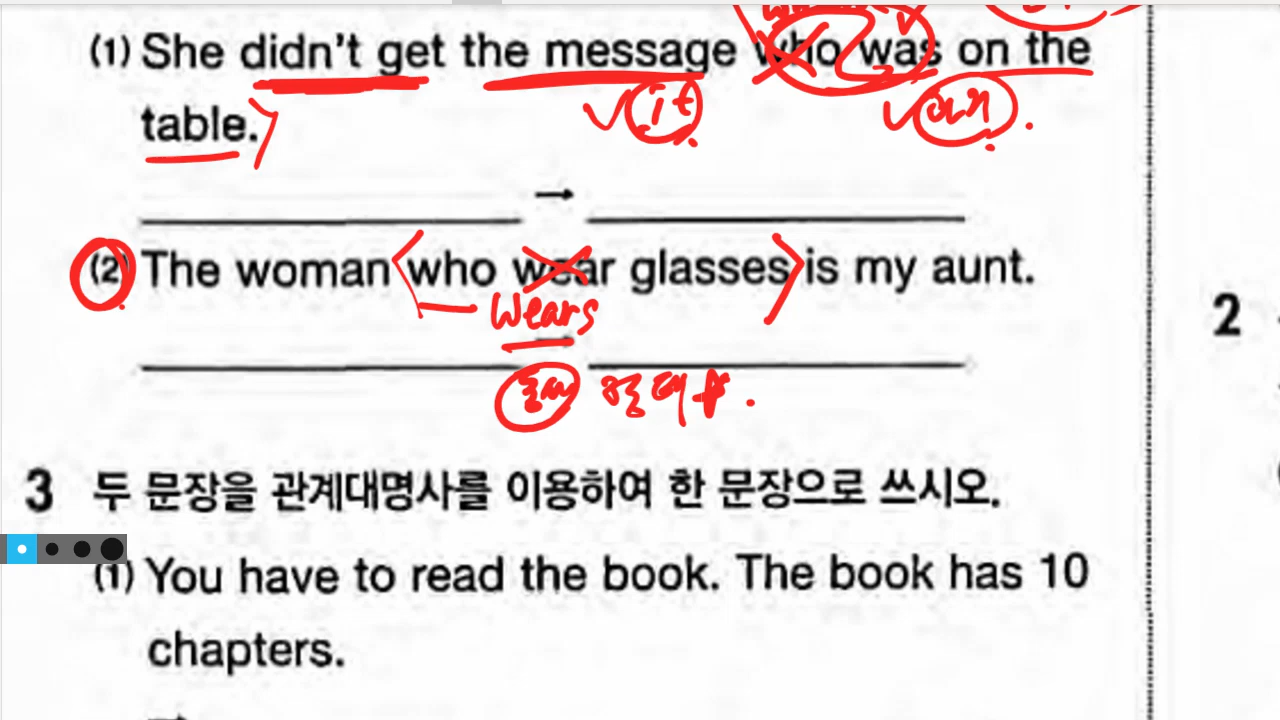 (1) She didn't get the message who was on the
it
table.
→
(2) The woman who wear glasses is my aunt.
wears
2
3 두 문장을 관계대명사를 이용하여 한 문장으로 쓰시오.
(1) You have to read the book. The book has 10
chapters.